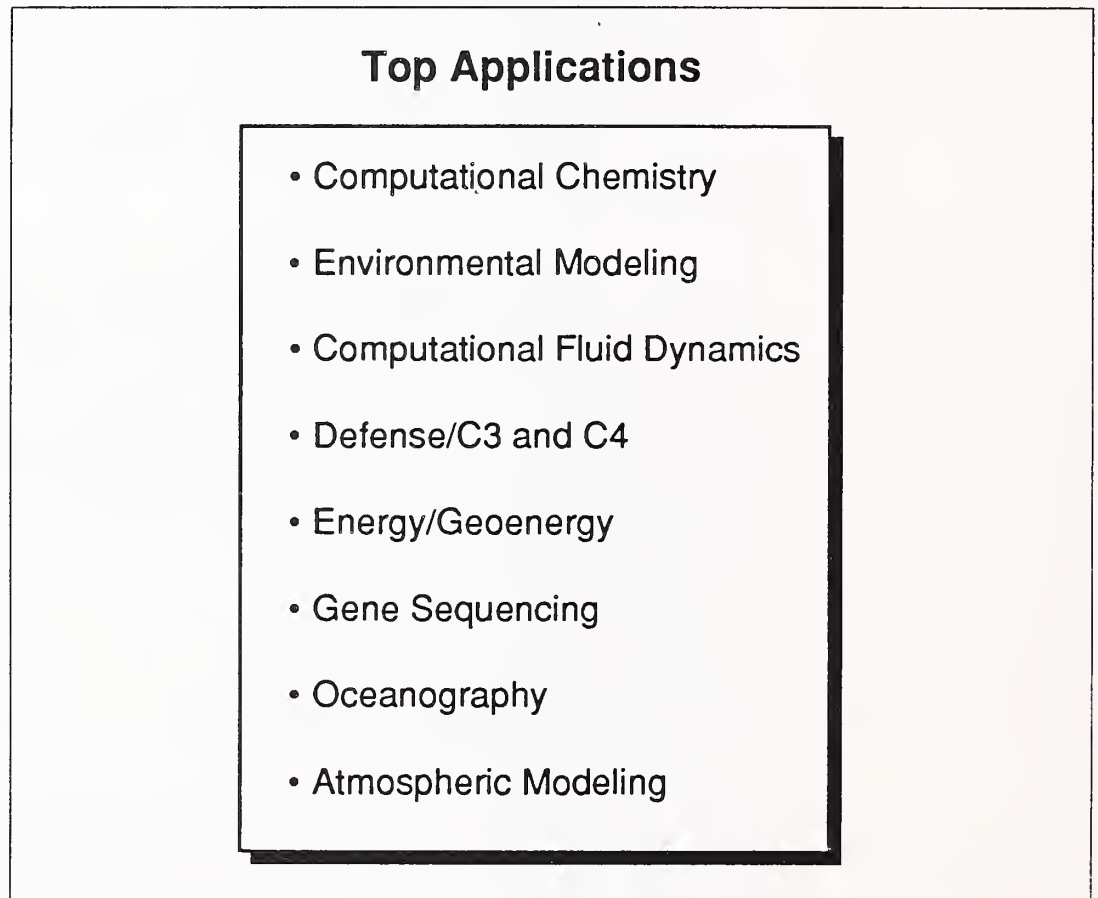 Top Applications
• Computational Chemistry
• Environmental Modeling
• Computational Fluid Dynamics
• Defense/C3 and C4
• Energy/Geoenergy
• Gene Sequencing
• Oceanography
• Atmospheric Modeling